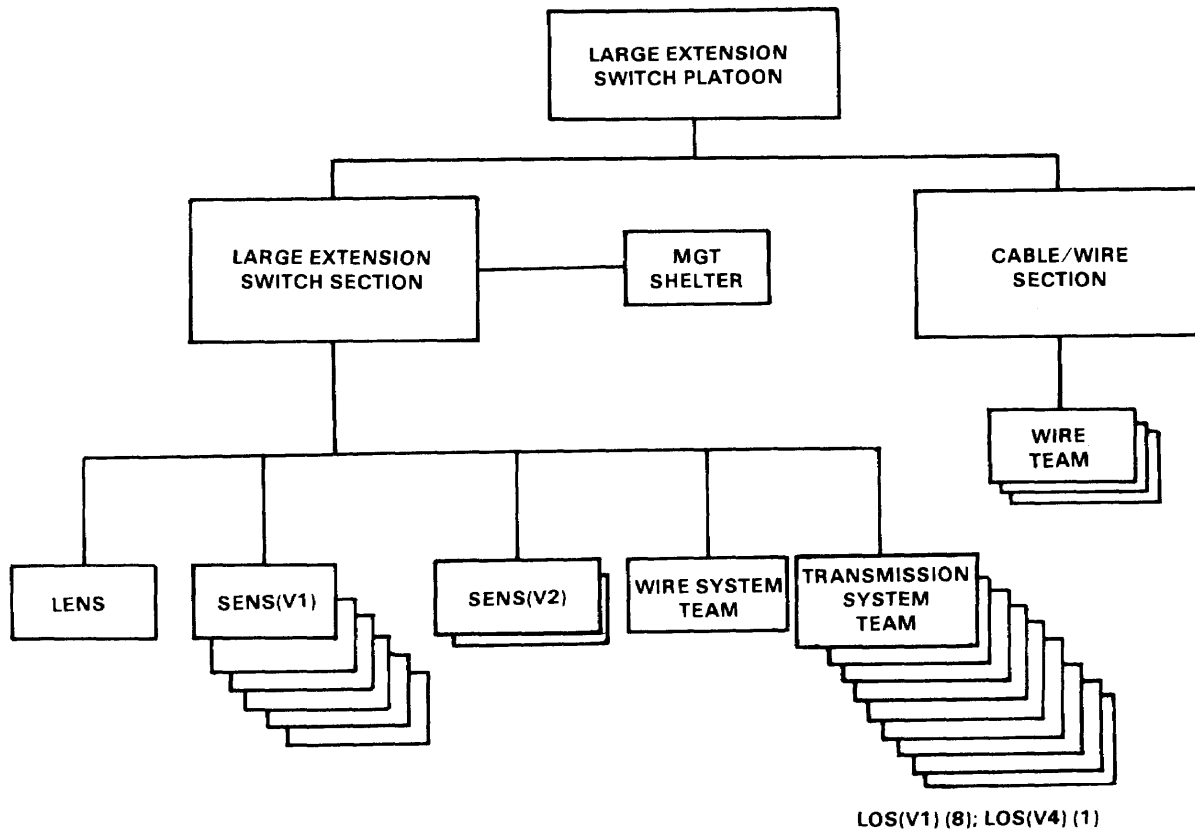 LARGE EXTENSION
SWITCH PLATOON
LARGE EXTENSION
SWITCH SECTION
MGT
SHELTER
CABLE/WIRE
SECTION
WIRE
TEAM
LENS
SENS(V1)
SENS(V2)
WIRE SYSTEM
TEAM
TRANSMISSION
SYSTEM
TEAM
LOS(V1) (8); LOS(V4) (1)